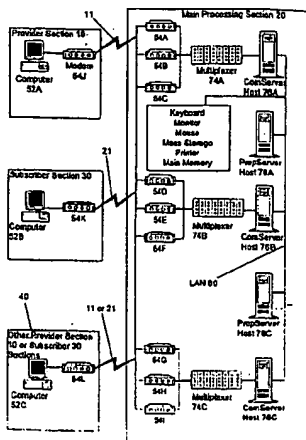 11
Main Processing Section 20
Provider Section 10
Computer
52A
Modem
54J
54A
54B
54C
Multiplexer
74A
ComServer
Host 76A
Keyboard
Monitor
Mouse
Mass Storage
Printer
Main Memory
PrepServer
Host 78A
21
Subscriber Section 30
Computer
52B
54K
54D
54E
54F
Multiplexer
74B
ComServer
Host 76B
LAN 80
40
11 or 21
Other Provider Section
10 or Subscriber 30
Sections
Computer
52C
54L
54G
54H
54I
Multiplexer
74C
PrepServer
Host 78C
ComServer
Host 76C